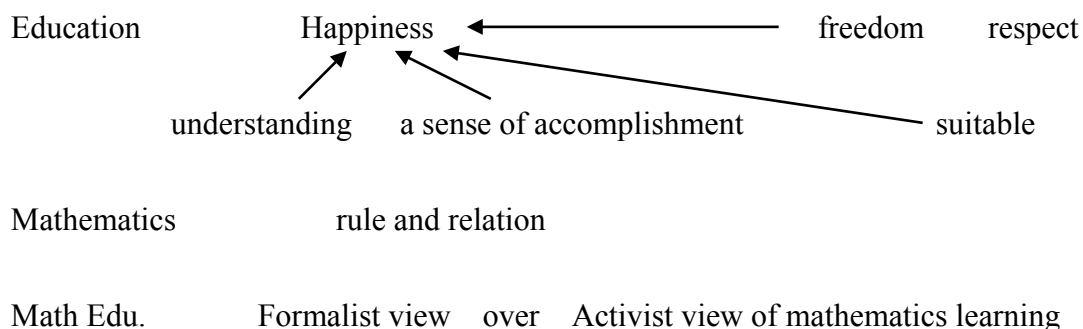 Education Happiness freedom respect
understanding a sense of accomplishment suitable
Mathematics rule and relation
Math Edu. Formalist view over Activist view of mathematics learning